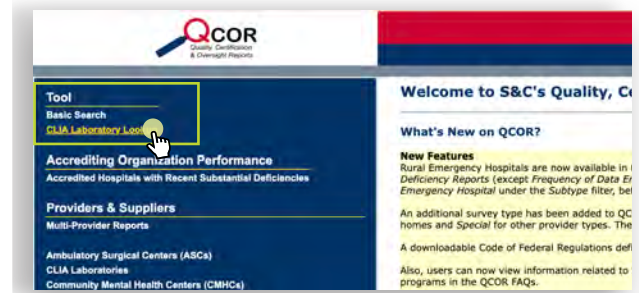 QCOR
Quality Certification
& Oversight Reports
Tool
Basic Search
CLIA Laboratory
Accrediting Organization Performance
Accredited Hospitals with Recent Substantial Deficiencies
Providers & Suppliers
Multi-Provider Reports
Ambulatory Surgical Centers (ASCs)
CLIA Laboratories
Community Mental Health Centers (CMHCs)
Welcome to S&C's Quality, Ce
What's New on QCOR?
New Features
Rural Emergency Hospitals are now available in
Deficiency Reports (except Frequency of Data Er
Emergency Hospital under the Subtype filter, bel
An additional survey type has been added to QC
homes and Special for other provider types. The
A downloadable Code of Federal Regulations defi
Also, users can now view information related to
programs in the QCOR FAQs.